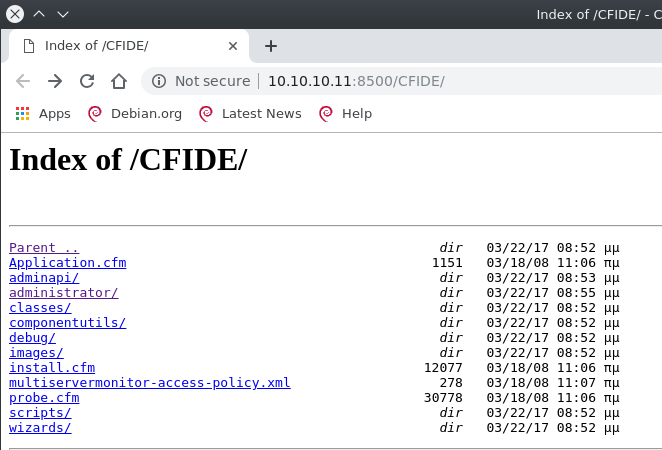 Index of /CFIDE/ - C
Index of /CFIDE/
Not secure 10.10.10.11:8500/CFIDE/
Apps Debian.org Latest News Help
Index of /CFIDE/
Parent .. dir 03/22/17 08:52 μμ
Application.cfm 1151 03/18/08 11:06 πμ
adminapi/ dir 03/22/17 08:53 μμ
administrator/ dir 03/22/17 08:55 μμ
classes/ dir 03/22/17 08:52 μμ
componentutils/ dir 03/22/17 08:52 μμ
debug/ dir 03/22/17 08:52 μμ
images/ dir 03/22/17 08:52 μμ
install.cfm 12077 03/18/08 11:06 πμ
multiservermonitor-access-policy.xml 278 03/18/08 11:07 πμ
probe.cfm 30778 03/18/08 11:06 πμ
scripts/ dir 03/22/17 08:52 μμ
wizards/ dir 03/22/17 08:52 μμ